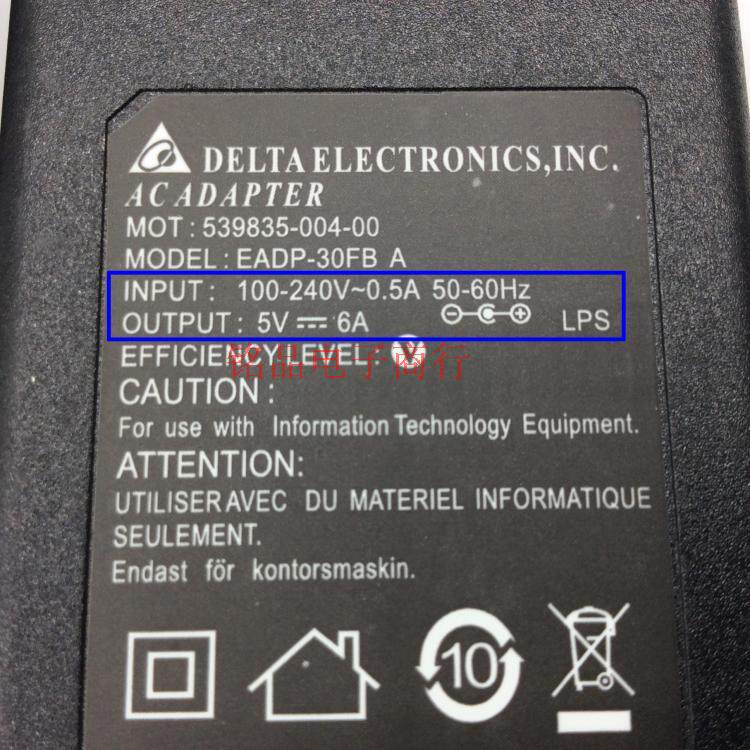 DELTA ELECTRONICS, INC.
AC ADAPTER
MOT : 539835-004-00
MODEL : EADP-30FB A
INPUT : 100-240V~0.5A 50-60Hz
OUTPUT : 5V ⎓ 6A LPS
EFFICIENCY LEVEL: V
铭品电子商行
CAUTION :
For use with Information Technology Equipment.
ATTENTION:
UTILISER AVEC DU MATERIEL INFORMATIQUE
SEULEMENT.
Endast för kontorsmaskin.
10